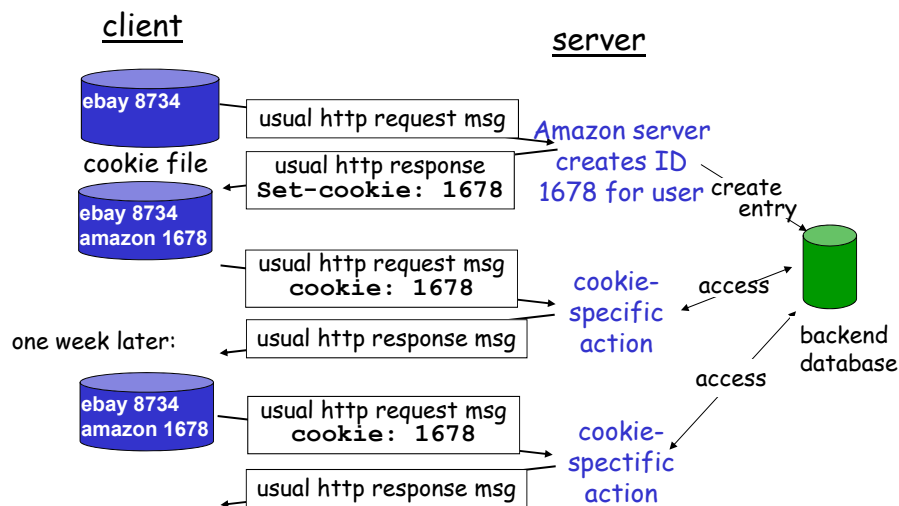 client
server
ebay 8734
usual http request msg
Amazon server
creates ID
1678 for user
cookie file
usual http response
Set-cookie: 1678
create
entry
ebay 8734
amazon 1678
usual http request msg
cookie: 1678
cookie-
specific
action
access
one week later:
usual http response msg
backend
database
access
ebay 8734
amazon 1678
usual http request msg
cookie: 1678
cookie-
spectific
action
usual http response msg